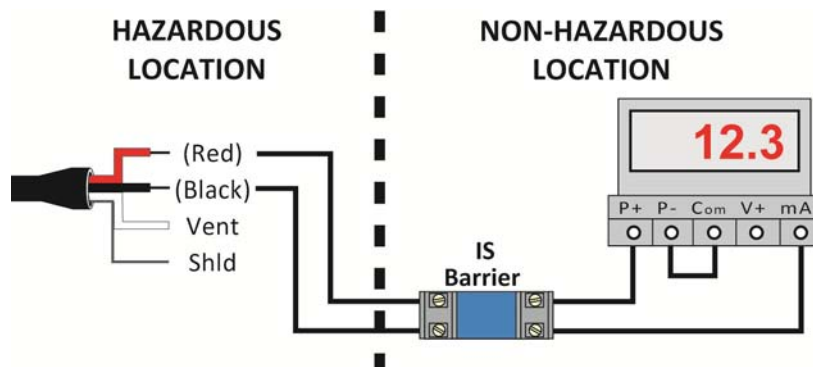 HAZARDOUS
LOCATION
NON-HAZARDOUS
LOCATION
12.3
P+ P- Com V+ mA
(Red)
(Black)
Vent
Shld
IS
Barrier